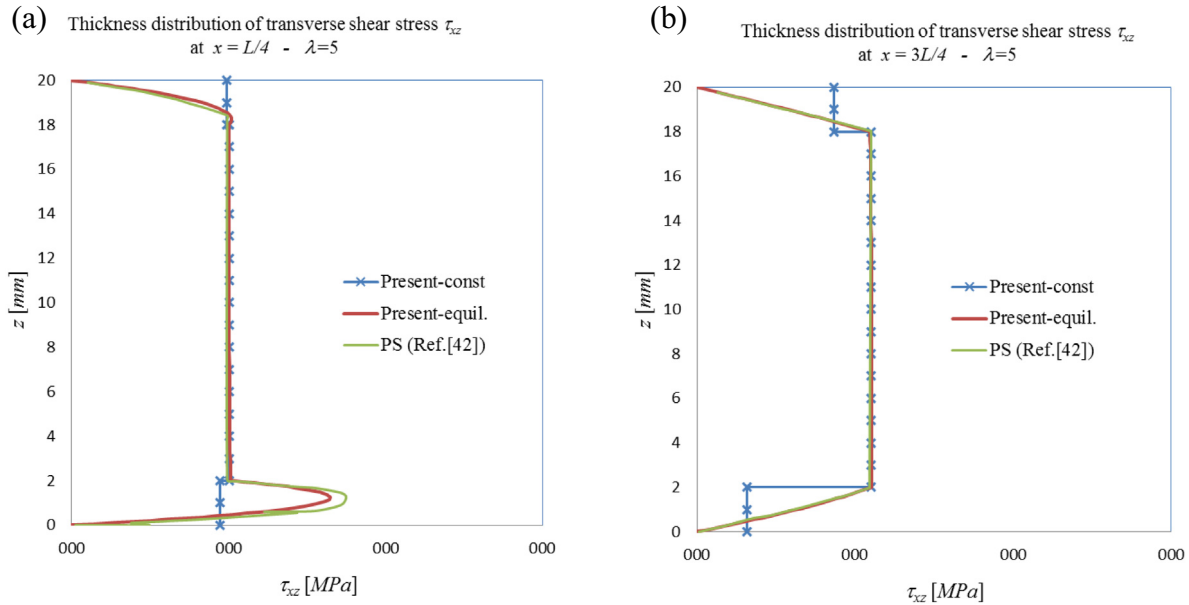 (a)
Thickness distribution of transverse shear stress τxz
at x = L/4 - λ=5
20
18
16
14
12
10
8
6
4
2
0
z [mm]
Present-const
Present-equil.
PS (Ref.[42])
000 000 000 000
τxz [MPa]
(b)
Thickness distribution of transverse shear stress τxz
at x = 3L/4 - λ=5
20
18
16
14
12
10
8
6
4
2
0
z [mm]
Present-const
Present-equil.
PS (Ref.[42])
000 000 000 000
τxz [MPa]